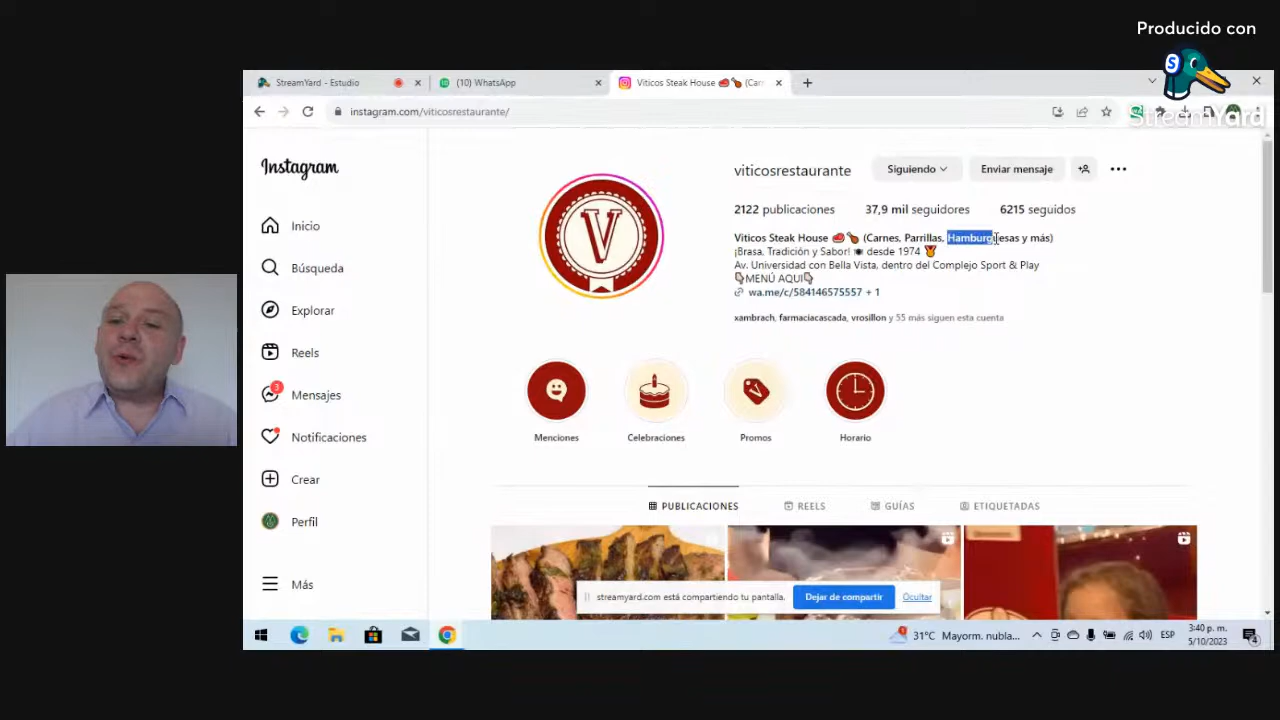 Producido con
StreamYard
StreamYard - Estudio
(10) WhatsApp
Viticos Steak House 🥩🍗 (Carn
instagram.com/viticosrestaurante/
Instagram
viticosrestaurante
Siguiendo
Enviar mensaje
2122 publicaciones
37,9 mil seguidores
6215 seguidos
Viticos Steak House 🥩🍗 (Carnes, Parrillas, Hamburguesas y más)
¡Brasa, Tradición y Sabor! 🍽 desde 1974 🏅
Av. Universidad con Bella Vista, dentro del Complejo Sport & Play
👇🏻MENÚ AQUI👇🏻
wa.me/c/584146575557 + 1
xambrach, farmaciacascada, vrosillon y 55 más siguen esta cuenta
Inicio
Búsqueda
Explorar
Reels
3
Mensajes
Notificaciones
Crear
Perfil
Más
V
Menciones
Celebraciones
Promos
Horario
PUBLICACIONES
REELS
GUÍAS
ETIQUETADAS
streamyard.com está compartiendo tu pantalla.
Dejar de compartir
Ocultar
31°C Mayorm. nubla...
ESP
3:40 p. m.
5/10/2023
4